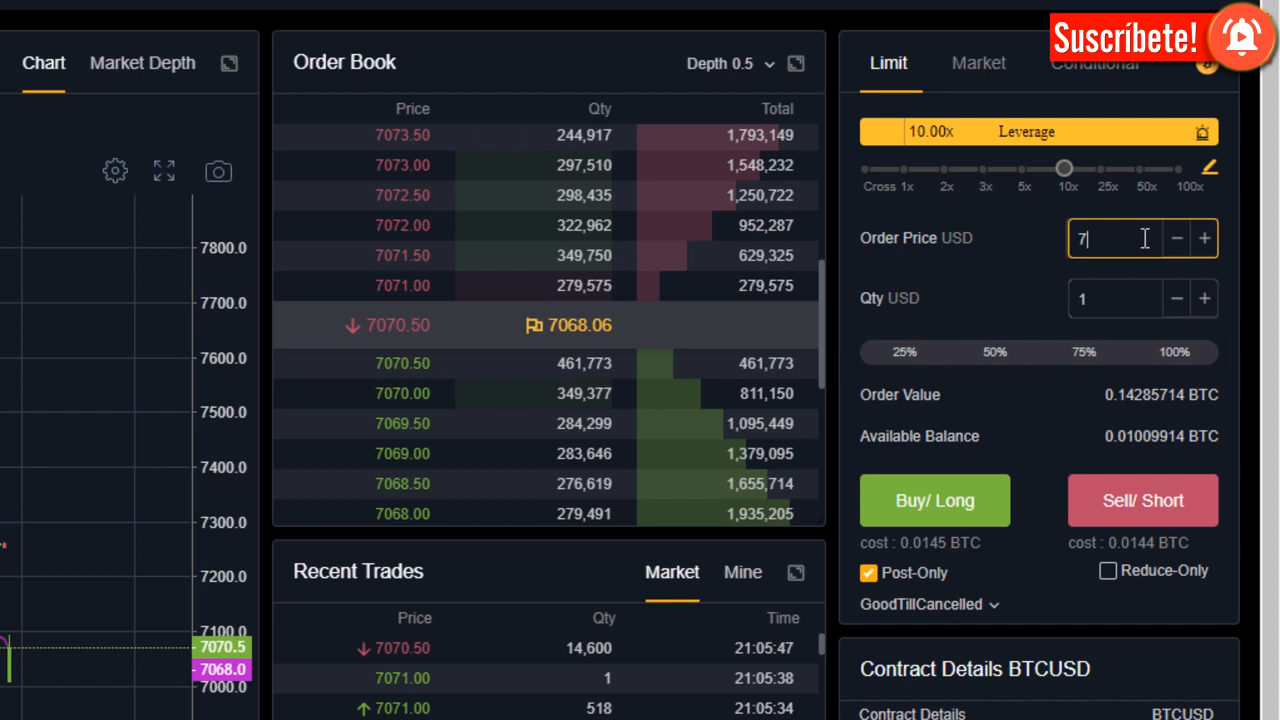 Suscríbete!
Chart Market Depth
7800.0
7700.0
7600.0
7500.0
7400.0
7300.0
7200.0
7100.0
7070.5
7068.0
7000.0
Order Book Depth 0.5
Price Qty Total
7073.50 244,917 1,793,149
7073.00 297,510 1,548,232
7072.50 298,435 1,250,722
7072.00 322,962 952,287
7071.50 349,750 629,325
7071.00 279,575 279,575
7070.50 7068.06
7070.50 461,773 461,773
7070.00 349,377 811,150
7069.50 284,299 1,095,449
7069.00 283,646 1,379,095
7068.50 276,619 1,655,714
7068.00 279,491 1,935,205
Recent Trades Market Mine
Price Qty Time
7070.50 14,600 21:05:47
7071.00 1 21:05:38
7071.00 518 21:05:34
Limit Market Conditional
10.00x Leverage
Cross 1x 2x 3x 5x 10x 25x 50x 100x
Order Price USD 7
Qty USD 1
25% 50% 75% 100%
Order Value 0.14285714 BTC
Available Balance 0.01009914 BTC
Buy/ Long Sell/ Short
cost : 0.0145 BTC cost : 0.0144 BTC
Post-Only Reduce-Only
GoodTillCancelled
Contract Details BTCUSD
Contract Details BTCUSD